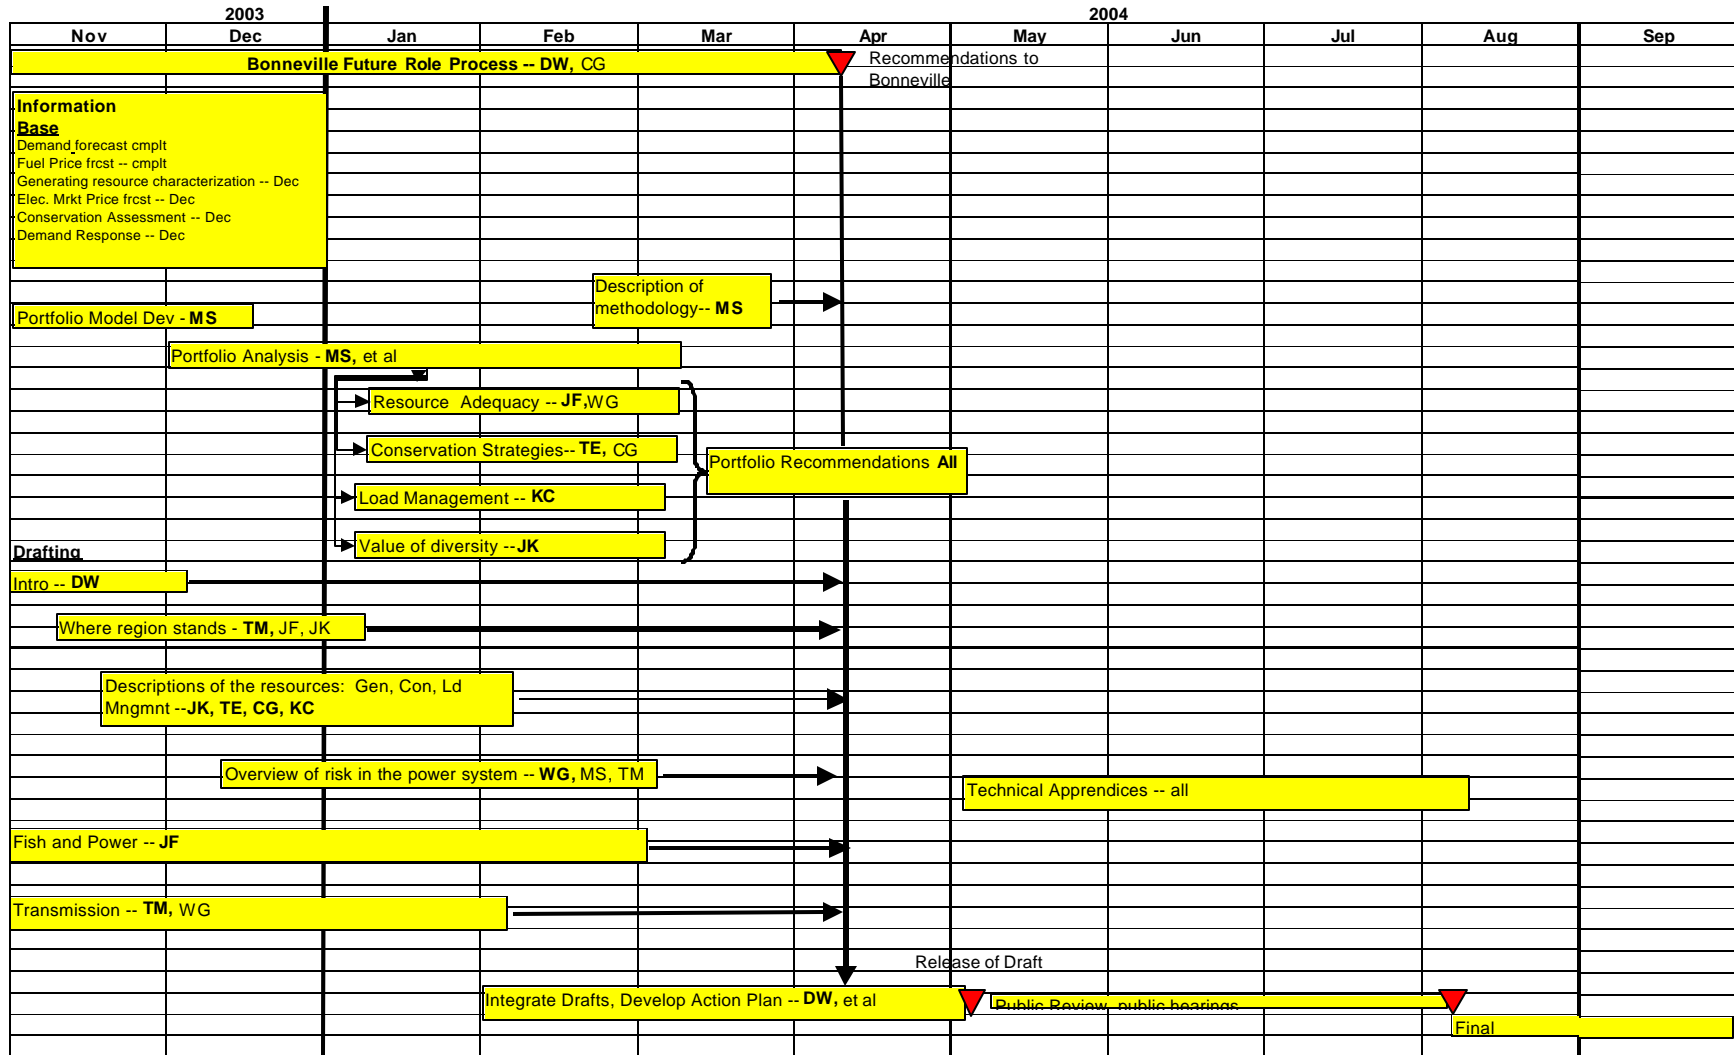 2003 2004
Nov Dec Jan Feb Mar Apr May Jun Jul Aug Sep
Bonneville Future Role Process -- DW, CG
Recommendations to
Bonneville
Information
Base
Demand forecast cmplt
Fuel Price frcst -- cmplt
Generating resource characterization -- Dec
Elec. Mrkt Price frcst -- Dec
Conservation Assessment -- Dec
Demand Response -- Dec
Description of
methodology-- MS
Portfolio Model Dev - MS
Portfolio Analysis - MS, et al
Resource Adequacy -- JF,WG
Conservation Strategies-- TE, CG
Portfolio Recommendations All
Load Management -- KC
Value of diversity --JK
Drafting
Intro -- DW
Where region stands - TM, JF, JK
Descriptions of the resources: Gen, Con, Ld
Mngmnt --JK, TE, CG, KC
Overview of risk in the power system -- WG, MS, TM
Technical Apprendices -- all
Fish and Power -- JF
Transmission -- TM, WG
Release of Draft
Integrate Drafts, Develop Action Plan -- DW, et al
Public Review public hearings
Final